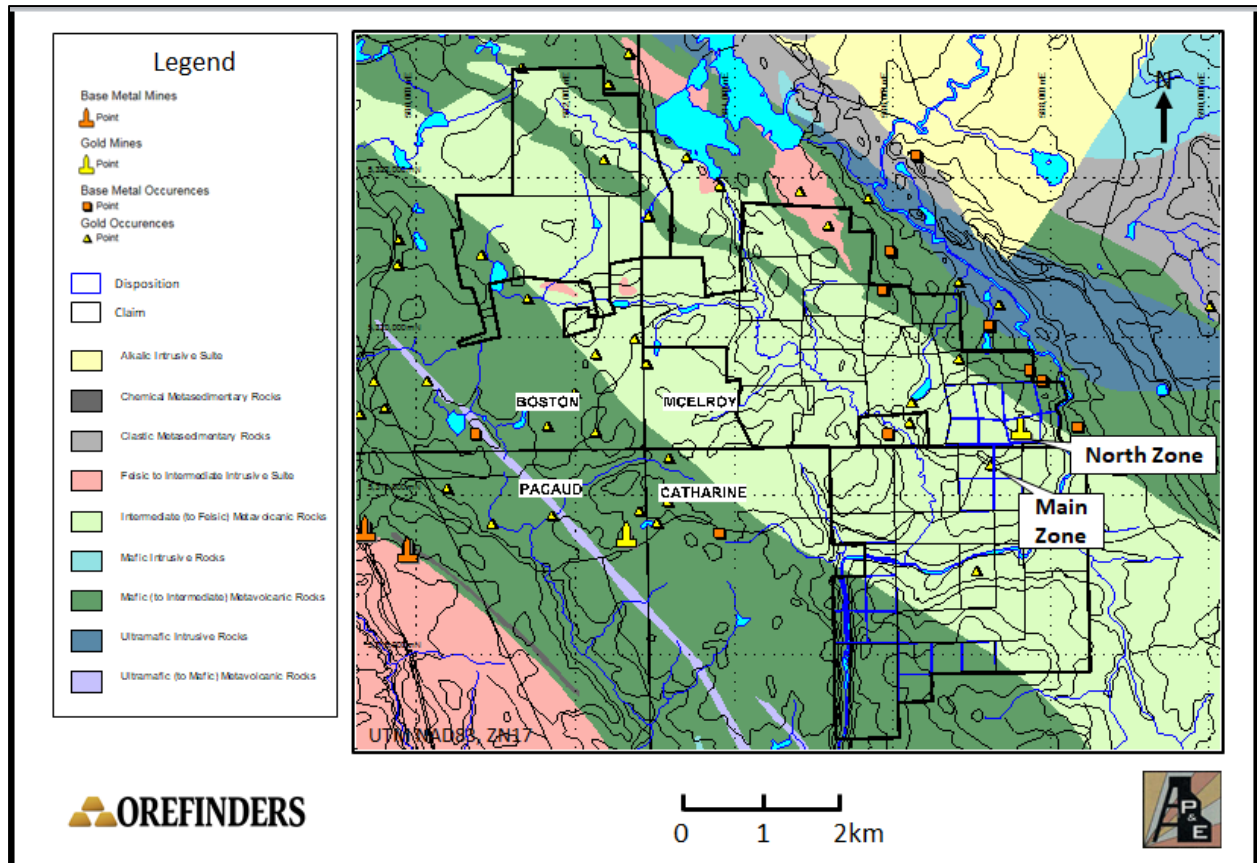 Legend
Base Metal Mines
Point
Gold Mines
Point
Base Metal Occurences
Point
Gold Occurences
Point
Disposition
Claim
Alkalic Intrusive Suite
Chemical Metasedimentary Rocks
Clastic Metasedimentary Rocks
Felsic to Intermediate Intrusive Suite
Intermediate (to Felsic) Metavolcanic Rocks
Mafic Intrusive Rocks
Mafic (to Intermediate) Metavolcanic Rocks
Ultramafic Intrusive Rocks
Ultramafic (to Mafic) Metavolcanic Rocks
N
BOSTON
MCELROY
North Zone
PACAUD
CATHARINE
Main
Zone
UTM NAD83, ZN17
OREFINDERS
0 1 2km
P
& E